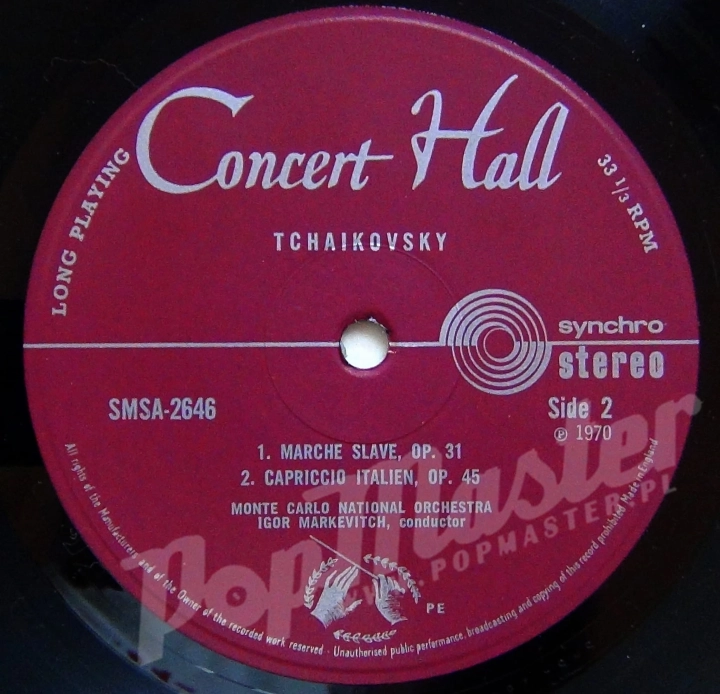 Concert Hall
LONG PLAYING
33 1/3 RPM
TCHAIKOVSKY
synchro
stereo
SMSA-2646
Side 2
℗ 1970
1. MARCHE SLAVE, OP. 31
2. CAPRICCIO ITALIEN, OP. 45
MONTE CARLO NATIONAL ORCHESTRA
IGOR MARKEVITCH, conductor
PE
All rights of the Manufacturer and of the Owner of the recorded work reserved · Unauthorised public performance, broadcasting and copying of this record prohibited Made in England
PopMaster
WWW.POPMASTER.PL